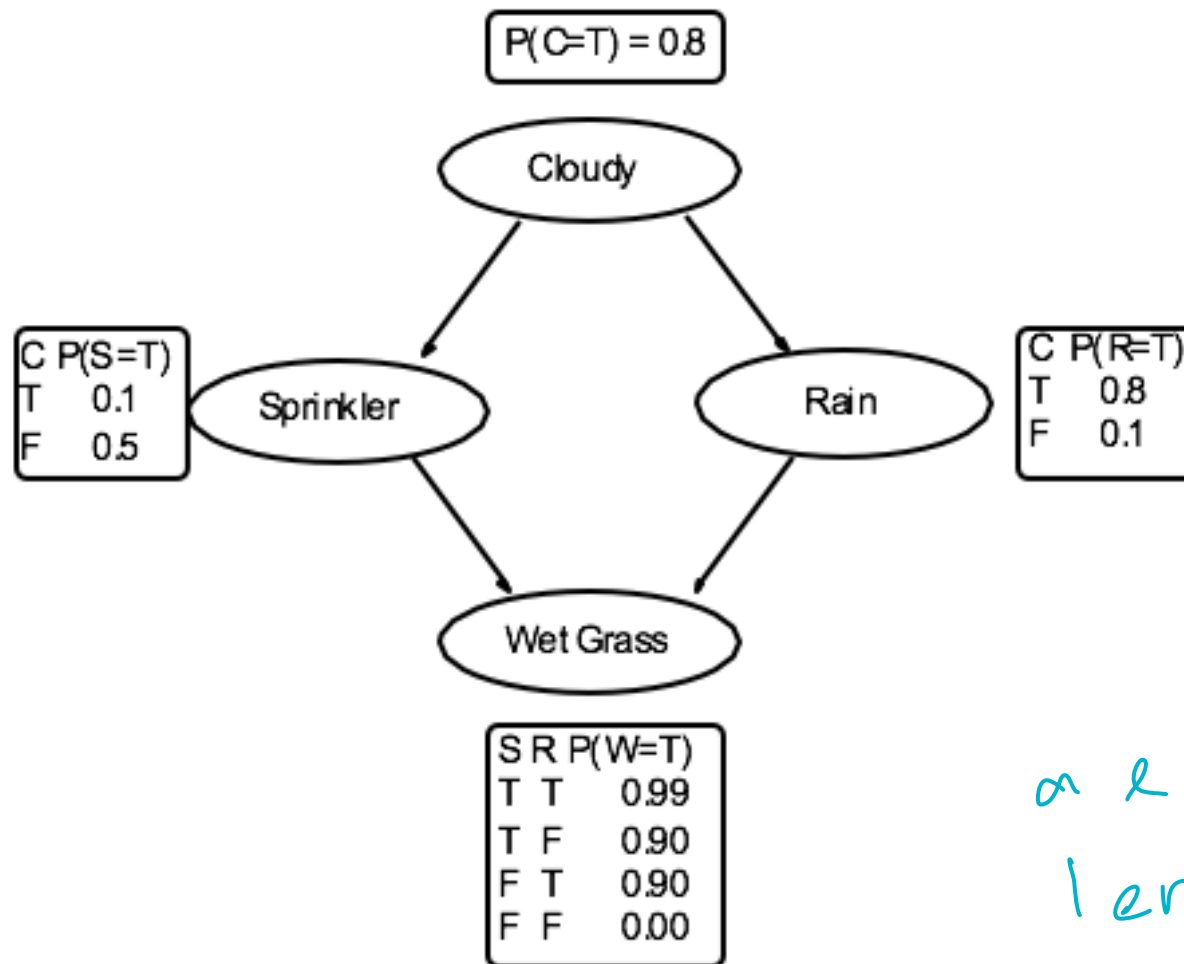 P(C=T) = 0.8
Cloudy
C P(S=T)
T 0.1
F 0.5
Sprinkler
Rain
C P(R=T)
T 0.8
F 0.1
Wet Grass
S R P(W=T)
T T 0.99
T F 0.90
F T 0.90
F F 0.00